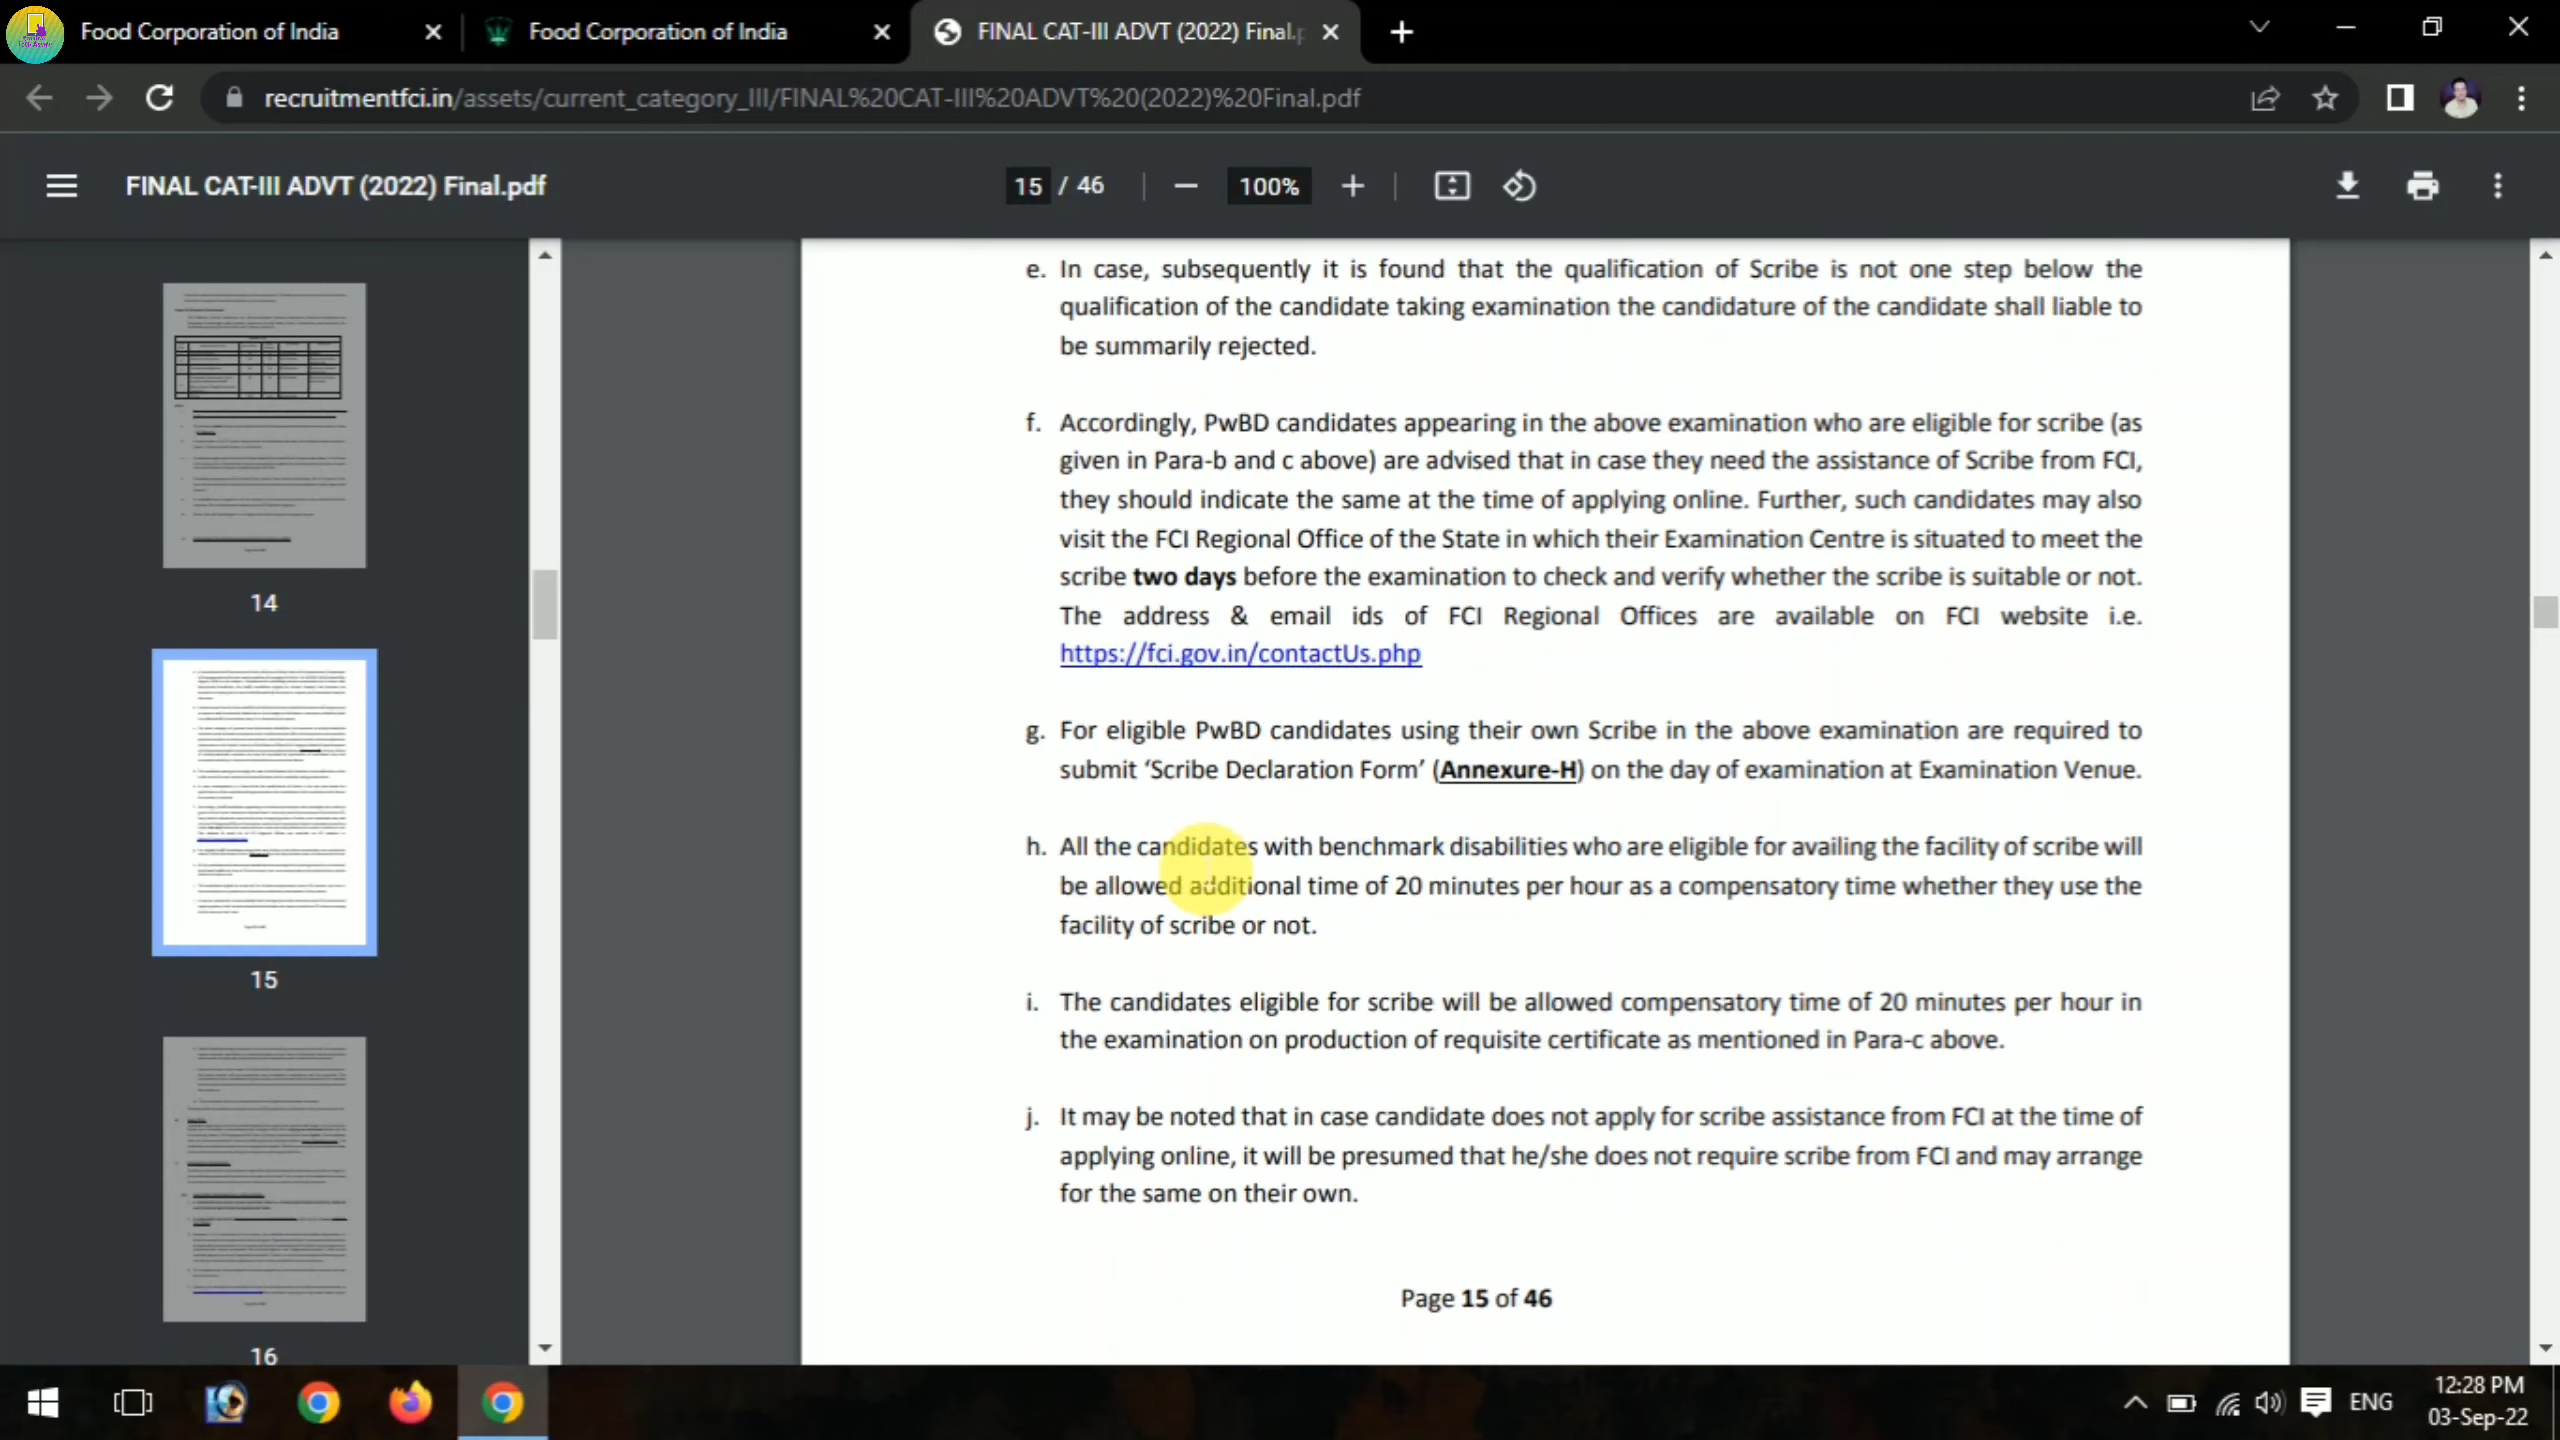 Food Corporation of India
Food Corporation of India
FINAL CAT-III ADVT (2022) Final.p
recruitmentfci.in/assets/current_category_III/FINAL%20CAT-III%20ADVT%20(2022)%20Final.pdf
FINAL CAT-III ADVT (2022) Final.pdf
15 / 46
100%
14
15
16
e. In case, subsequently it is found that the qualification of Scribe is not one step below the
qualification of the candidate taking examination the candidature of the candidate shall liable to
be summarily rejected.
f. Accordingly, PwBD candidates appearing in the above examination who are eligible for scribe (as
given in Para-b and c above) are advised that in case they need the assistance of Scribe from FCI,
they should indicate the same at the time of applying online. Further, such candidates may also
visit the FCI Regional Office of the State in which their Examination Centre is situated to meet the
scribe two days before the examination to check and verify whether the scribe is suitable or not.
The address & email ids of FCI Regional Offices are available on FCI website i.e.
https://fci.gov.in/contactUs.php
g. For eligible PwBD candidates using their own Scribe in the above examination are required to
submit ‘Scribe Declaration Form’ (Annexure-H) on the day of examination at Examination Venue.
h. All the candidates with benchmark disabilities who are eligible for availing the facility of scribe will
be allowed additional time of 20 minutes per hour as a compensatory time whether they use the
facility of scribe or not.
i. The candidates eligible for scribe will be allowed compensatory time of 20 minutes per hour in
the examination on production of requisite certificate as mentioned in Para-c above.
j. It may be noted that in case candidate does not apply for scribe assistance from FCI at the time of
applying online, it will be presumed that he/she does not require scribe from FCI and may arrange
for the same on their own.
Page 15 of 46
ENG
12:28 PM
03-Sep-22